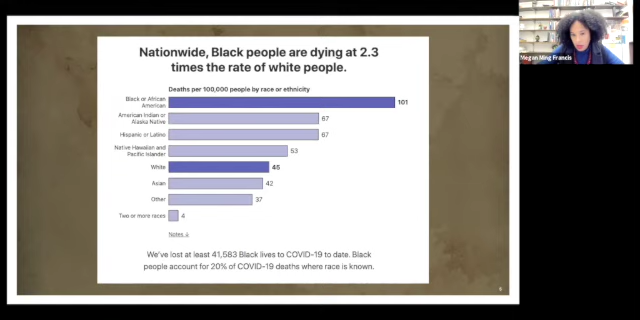 Megan Ming Francis
Nationwide, Black people are dying at 2.3
times the rate of white people.
Deaths per 100,000 people by race or ethnicity
Black or African
American
101
American Indian or
Alaska Native
67
Hispanic or Latino
67
Native Hawaiian and
Pacific Islander
53
White
45
Asian
42
Other
37
Two or more races
4
Notes ↓
We've lost at least 41,583 Black lives to COVID-19 to date. Black
people account for 20% of COVID-19 deaths where race is known.